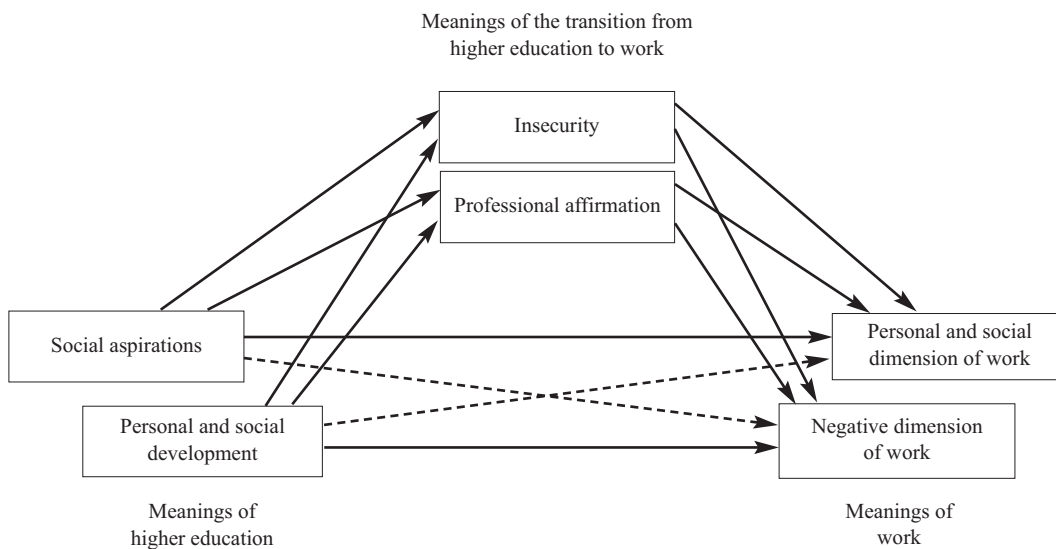 Meanings of the transition from
higher education to work
Insecurity
Professional affirmation
Social aspirations
Personal and social
dimension of work
Personal and social
development
Negative dimension
of work
Meanings of
higher education
Meanings of
work